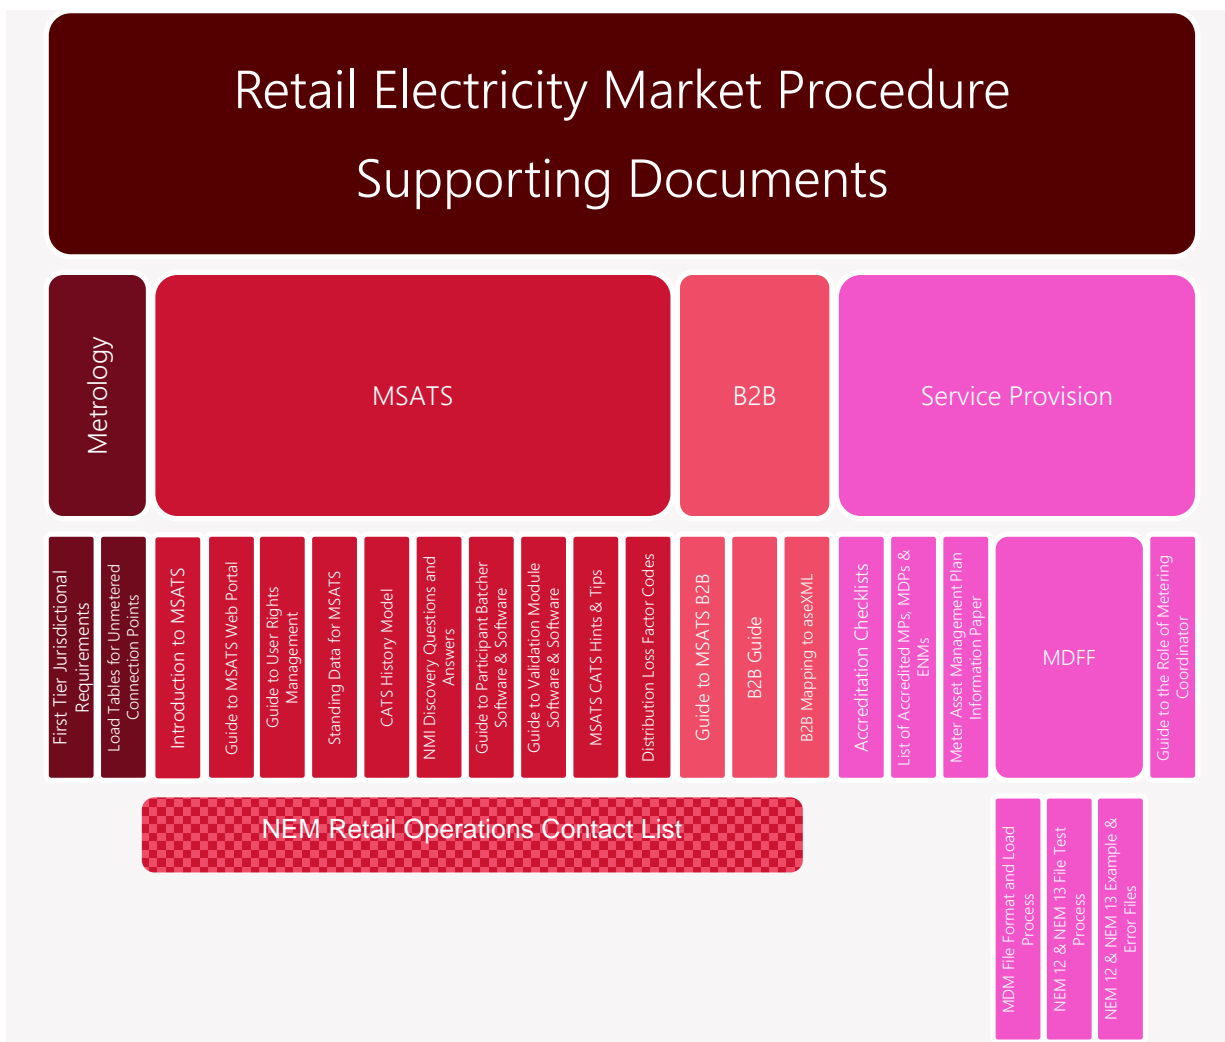 Retail Electricity Market Procedure
Supporting Documents
Metrology
MSATS
B2B
Service Provision
First Tier Jurisdictional
Requirements
Load Tables for Unmetered
Connection Points
Introduction to MSATS
Guide to MSATS Web Portal
Guide to User Rights
Management
Standing Data for MSATS
CATS History Model
NMI Discovery Questions and
Answers
Guide to Participant Batcher
Software & Software
Guide to Validation Module
Software & Software
MSATS CATS Hints & Tips
Distribution Loss Factor Codes
Guide to MSATS B2B
B2B Guide
B2B Mapping to aseXML
Accreditation Checklists
List of Accredited MPs, MDPs &
ENMs
Meter Asset Management Plan
Information Paper
MDFF
Guide to the Role of Metering
Coordinator
NEM Retail Operations Contact List
MDM File Format and Load
Process
NEM 12 & NEM 13 File Test
Process
NEM 12 & NEM 13 Example &
Error Files